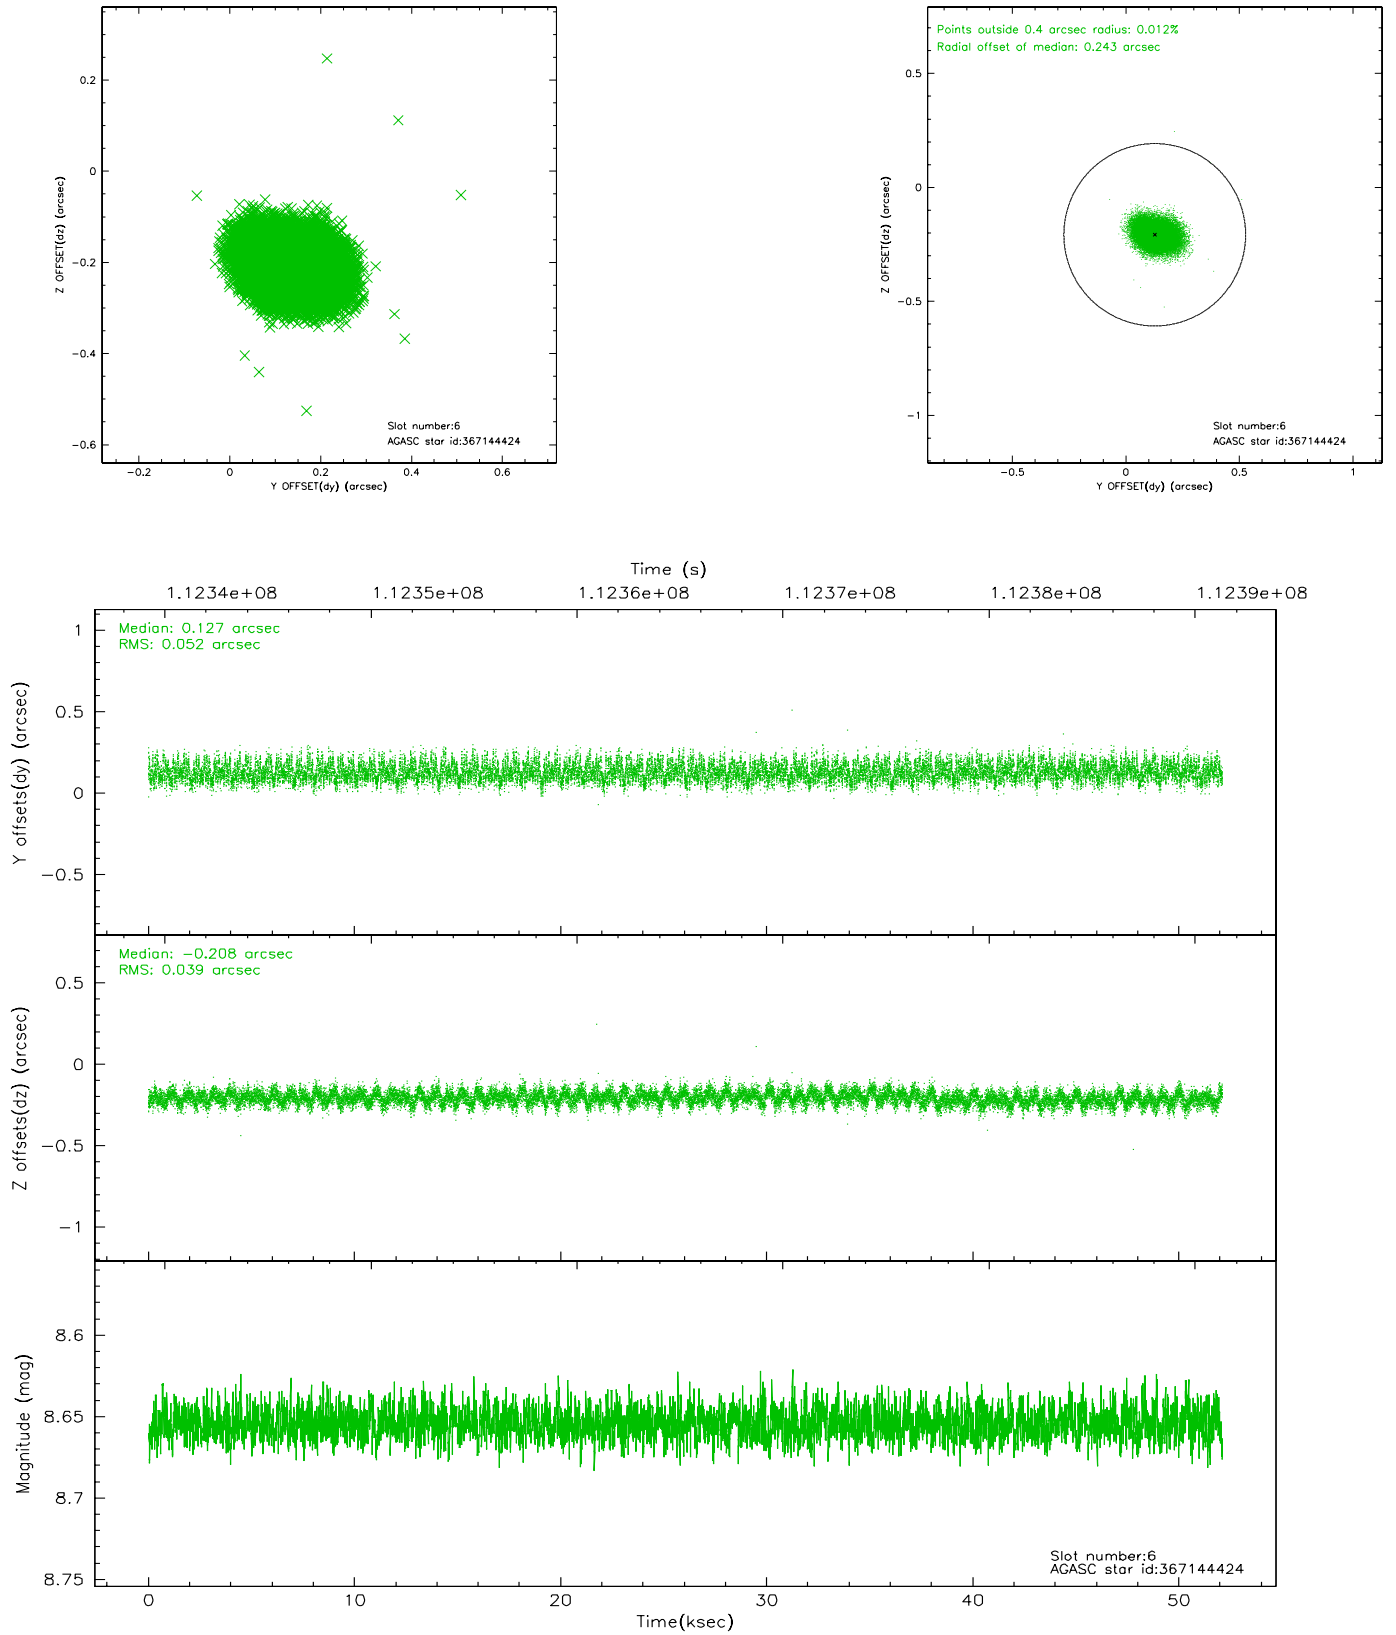 0.2
0
−0.2
−0.4
−0.6
Z OFFSET(dz) (arcsec)
Slot number:6
AGASC star id:367144424
−0.2
0
0.2
0.4
0.6
Y OFFSET(dy) (arcsec)
Points outside 0.4 arcsec radius: 0.012%
Radial offset of median: 0.243 arcsec
0.5
0
−0.5
−1
Z OFFSET(dz) (arcsec)
Slot number:6
AGASC star id:367144424
−0.5
0
0.5
1
Y OFFSET(dy) (arcsec)
Time (s)
1.1234e+08
1.1235e+08
1.1236e+08
1.1237e+08
1.1238e+08
1.1239e+08
Median: 0.127 arcsec
RMS: 0.052 arcsec
1
0.5
0
−0.5
Y offsets(dy) (arcsec)
Median: −0.208 arcsec
RMS: 0.039 arcsec
0.5
0
−0.5
−1
Z offsets(dz) (arcsec)
8.6
8.65
8.7
8.75
Magnitude (mag)
Slot number:6
AGASC star id:367144424
0
10
20
30
40
50
Time(ksec)